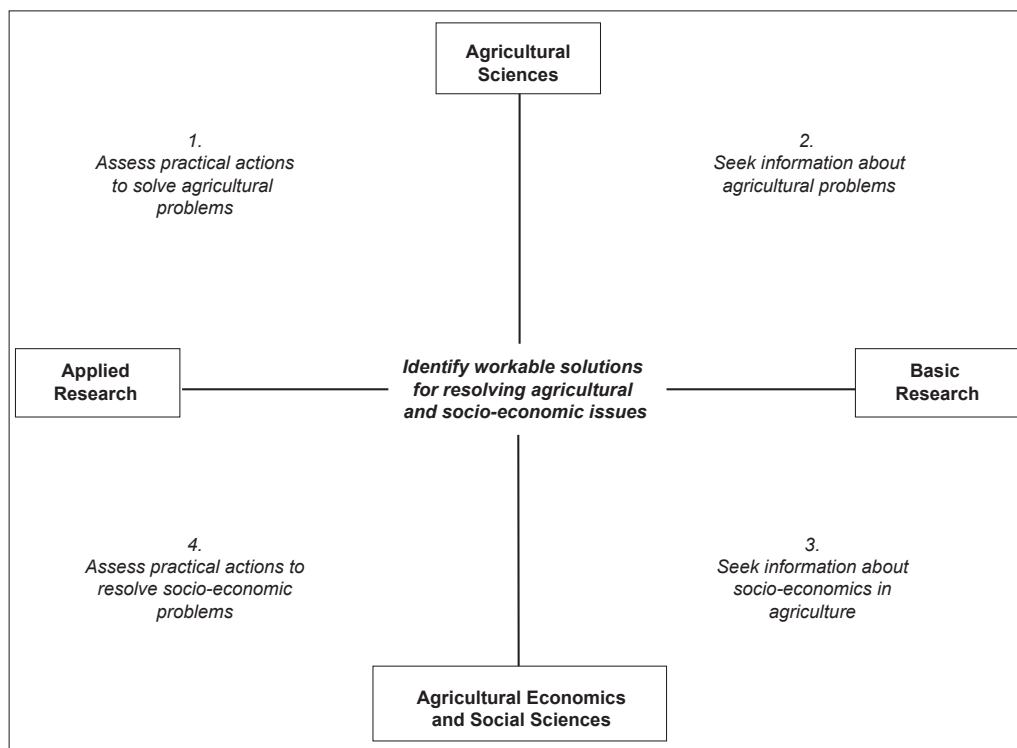 Agricultural
Sciences
1.
Assess practical actions
to solve agricultural
problems
2.
Seek information about
agricultural problems
Applied
Research
Identify workable solutions
for resolving agricultural
and socio-economic issues
Basic
Research
4.
Assess practical actions to
resolve socio-economic
problems
3.
Seek information about
socio-economics in
agriculture
Agricultural Economics
and Social Sciences